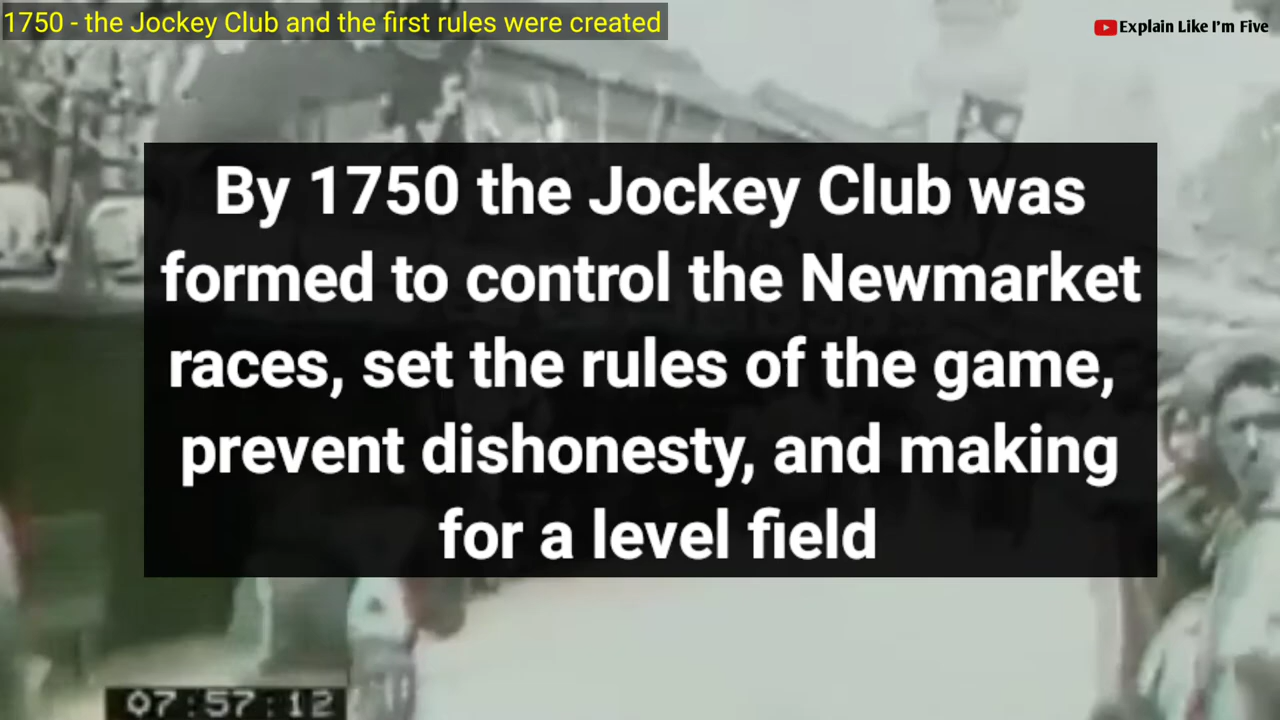 1750 - the Jockey Club and the first rules were created
Explain Like I'm Five
By 1750 the Jockey Club was
formed to control the Newmarket
races, set the rules of the game,
prevent dishonesty, and making
for a level field
07:57:12